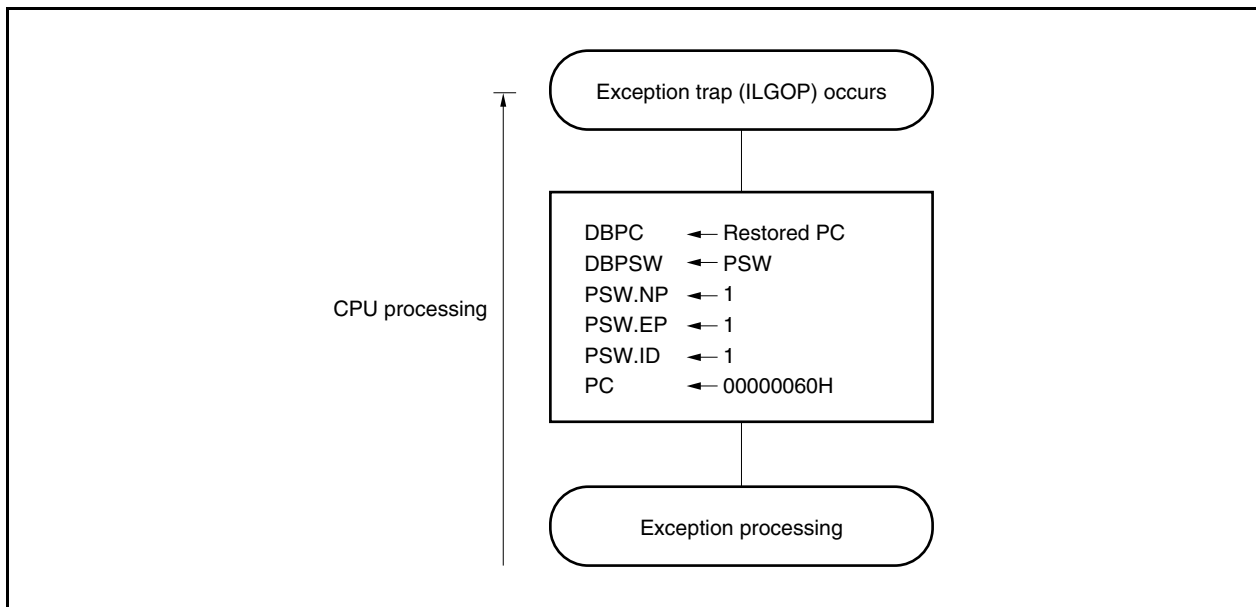 Exception trap (ILGOP) occurs
CPU processing
DBPC ← Restored PC
DBPSW ← PSW
PSW.NP ← 1
PSW.EP ← 1
PSW.ID ← 1
PC ← 00000060H
Exception processing